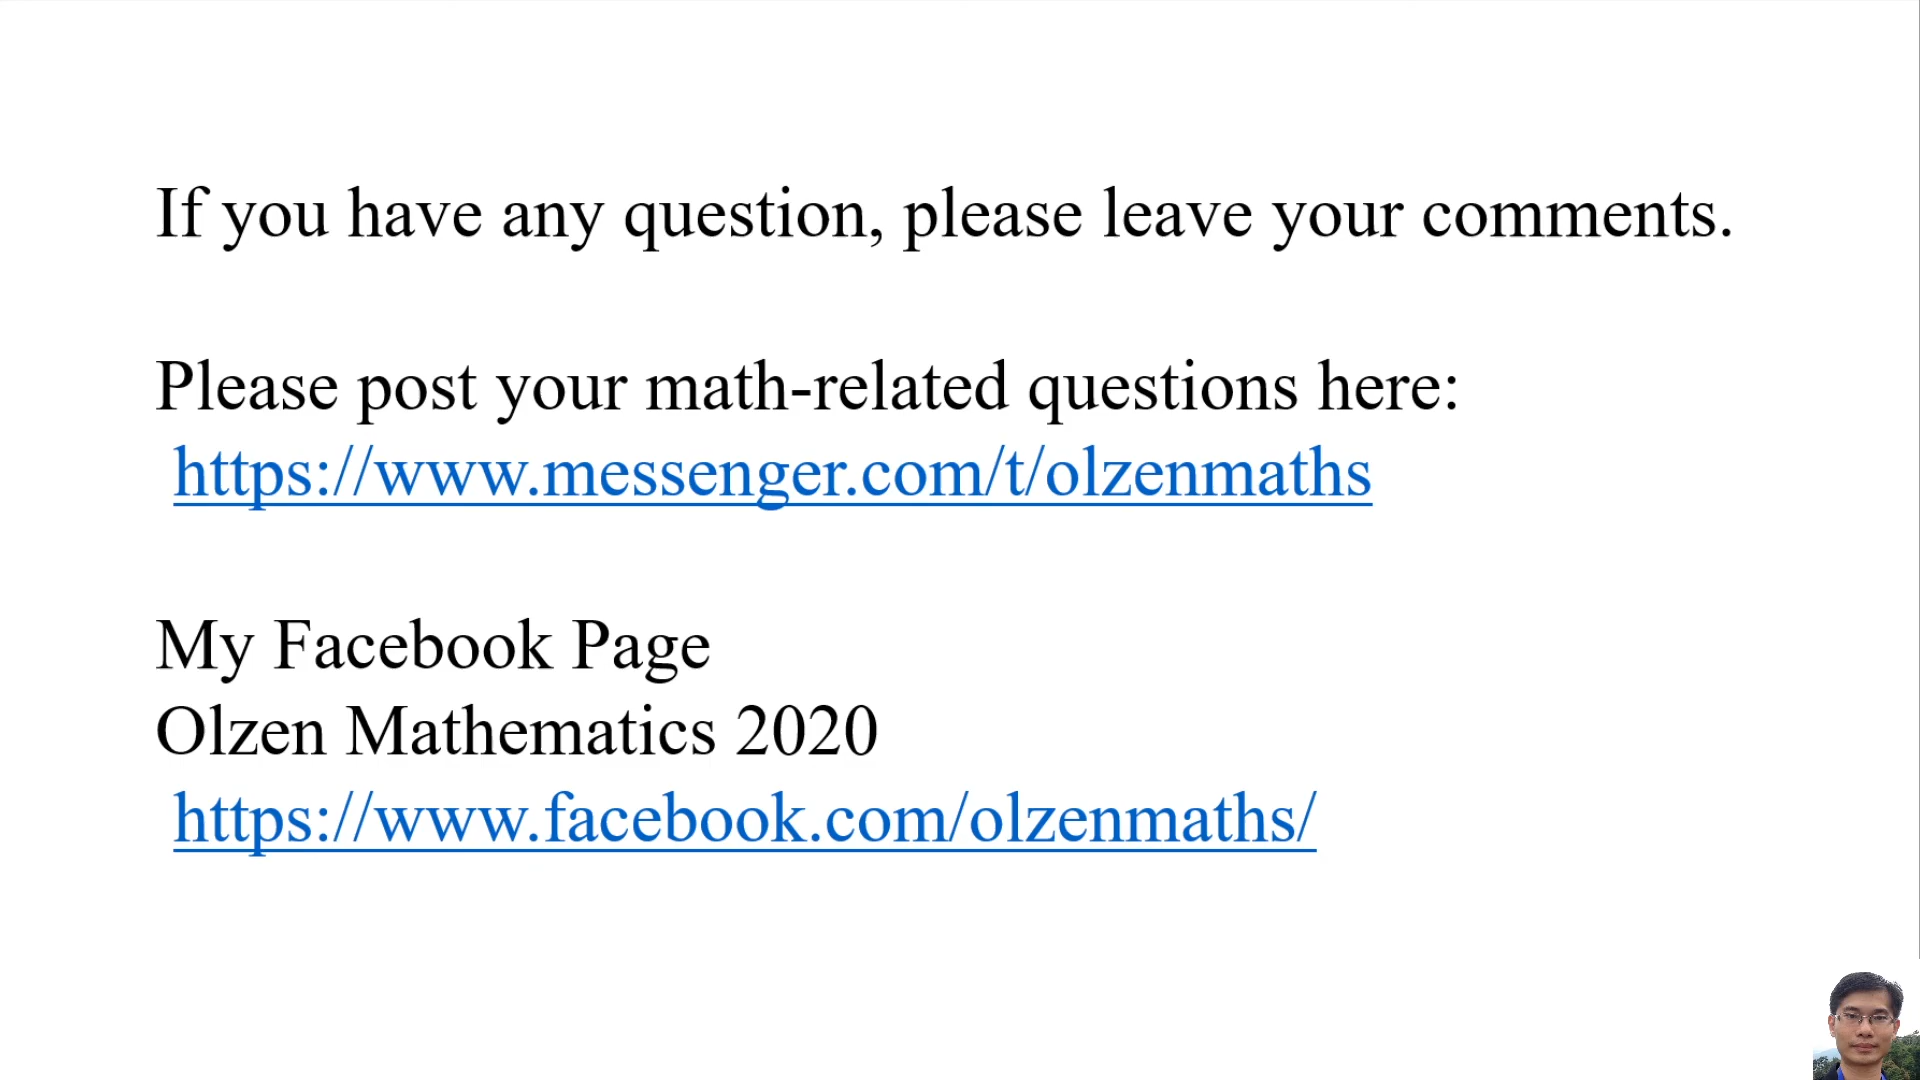 If you have any question, please leave your comments.
Please post your math-related questions here:
https://www.messenger.com/t/olzenmaths
My Facebook Page
Olzen Mathematics 2020
https://www.facebook.com/olzenmaths/